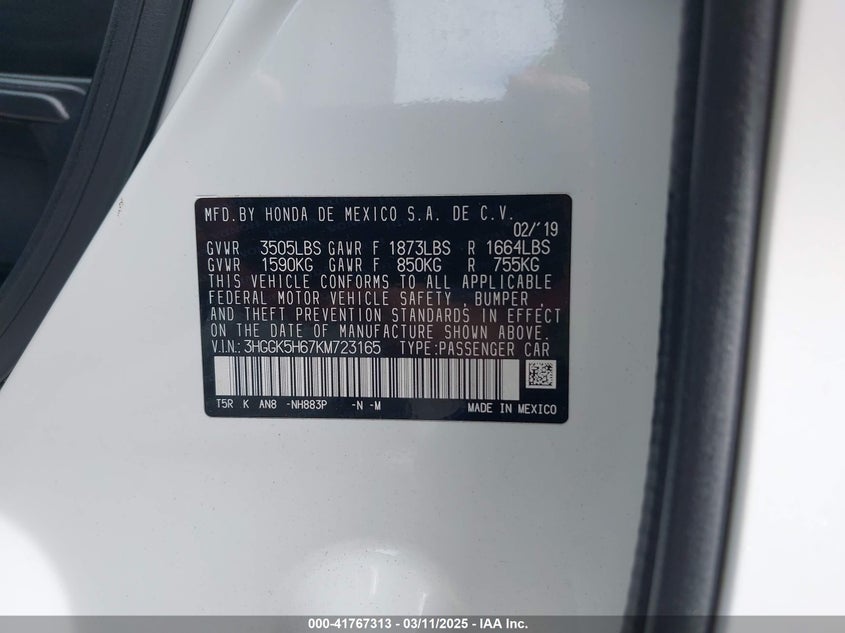 MFD.BY HONDA DE MEXICO S.A. DE C.V.
02/'19
GVWR 3505LBS GAWR F 1873LBS R 1664LBS
GVWR 1590KG GAWR F 850KG R 755KG
THIS VEHICLE CONFORMS TO ALL APPLICABLE
FEDERAL MOTOR VEHICLE SAFETY , BUMPER ,
AND THEFT PREVENTION STANDARDS IN EFFECT
ON THE DATE OF MANUFACTURE SHOWN ABOVE.
V.IN.: 3HGGK5H67KM723165 TYPE:PASSENGER CAR
T5R K AN8 -NH883P -N -M MADE IN MEXICO
000-41767313 - 03/11/2025 - IAA Inc.